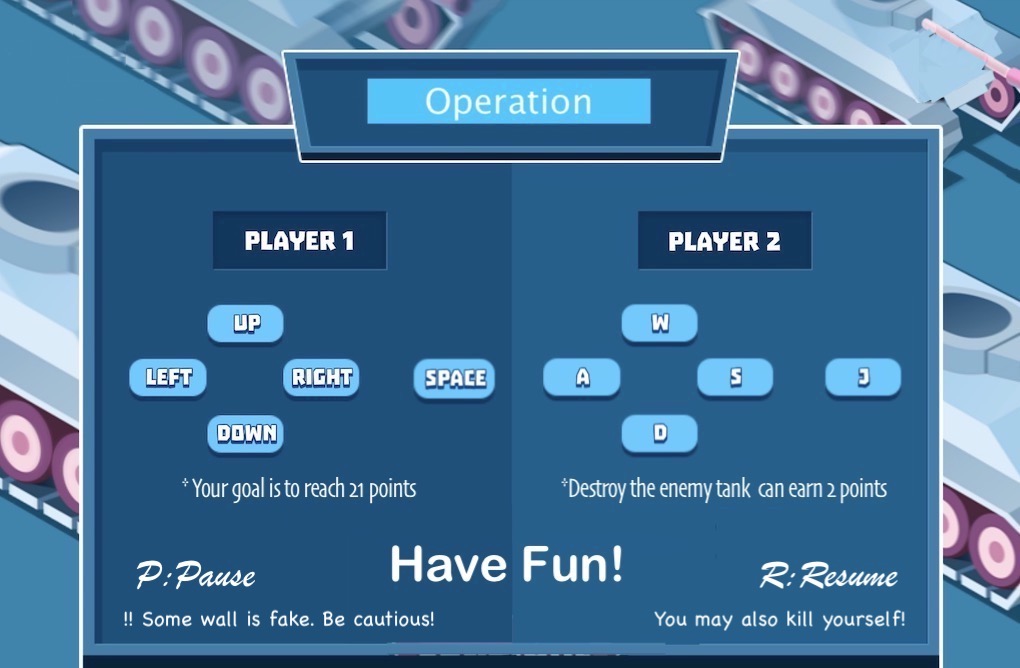 Operation
PLAYER 1
PLAYER 2
UP
W
LEFT
RIGHT
SPACE
A
S
J
DOWN
D
† Your goal is to reach 21 points
†Destroy the enemy tank can earn 2 points
Have Fun!
P:Pause
R:Resume
!! Some wall is fake. Be cautious!
You may also kill yourself!